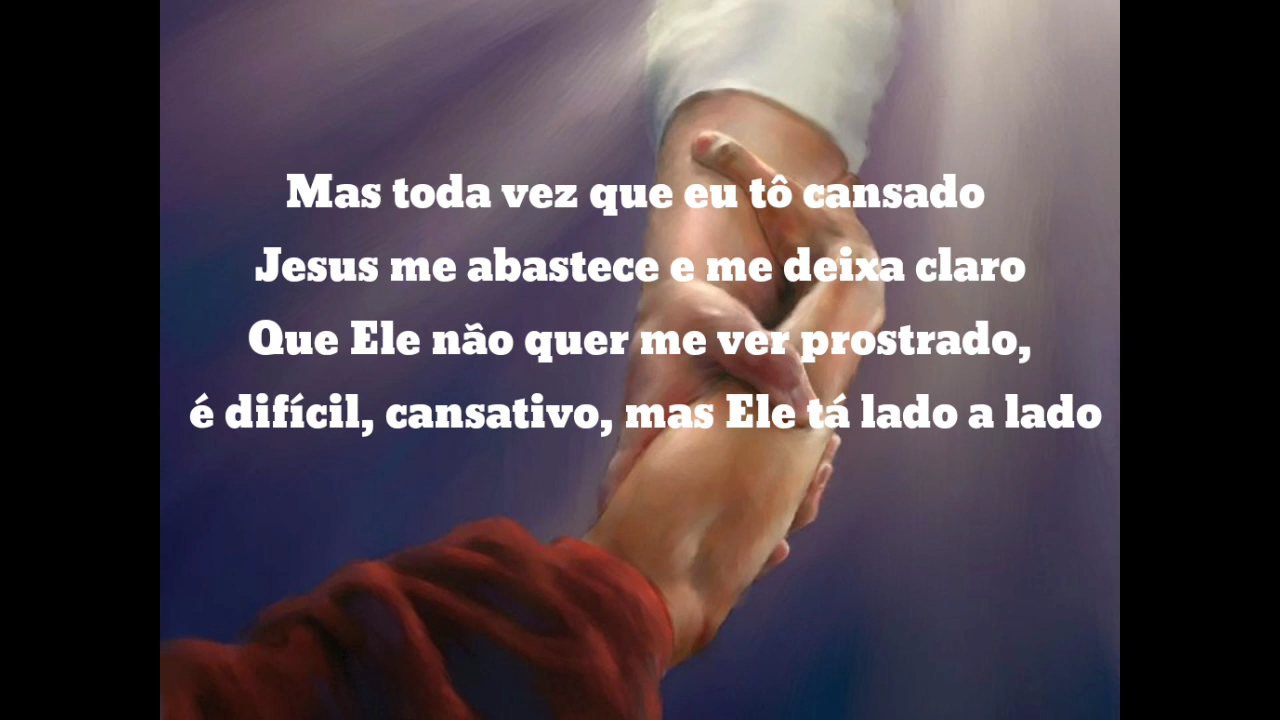 Mas toda vez que eu tô cansado
Jesus me abastece e me deixa claro
Que Ele não quer me ver prostrado,
é difícil, cansativo, mas Ele tá lado a lado